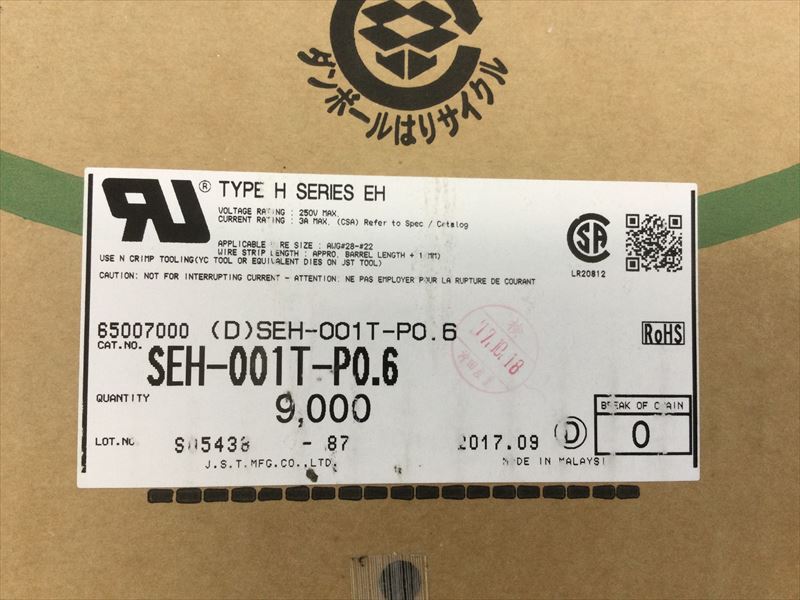 ダンボールはリサイクル
® TYPE H SERIES EH
VOLTAGE RATING : 250V MAX.
CURRENT RATING : 3A MAX. (CSA) Refer to Spec / Catalog
APPLICABLE RE SIZE : AWG#28-#22
WIRE STRIP LENGTH : APPRO. BARREL LENGTH + 1 MM)
USE N CRIMP TOOLING(YC TOOL OR EQUIVALENT DIES ON JST TOOL)
CAUTION: NOT FOR INTERRUPTING CURRENT - ATTENTION: NE PAS EMPLOYER POUR LA RUPTURE DE COURANT
LR20812
65007000 (D)SEH-001T-P0.6
RoHS
CAT.NO.
SEH-001T-P0.6
17.10.18
QUANTITY
9,000
BREAK OF CHAIN
0
LOT.NO
5438 - 87
2017.09 D
J.S.T.MFG.CO.,LTD.
MADE IN MALAYSI